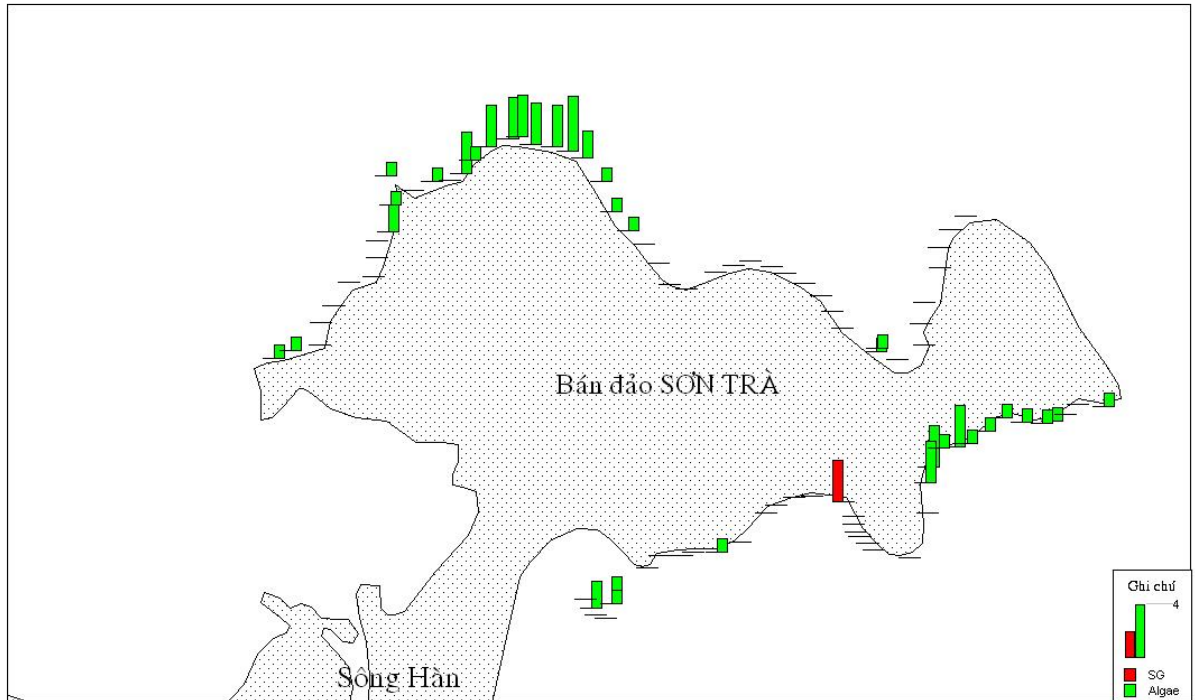 Bán đảo SƠN TRÀ
Sông Hàn
Ghi chú
4
SG
Algae